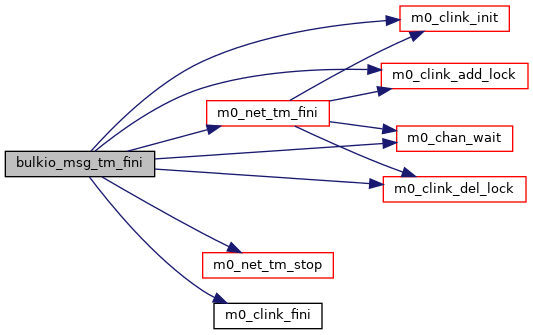 m0_clink_init
m0_clink_add_lock
m0_net_tm_fini
m0_chan_wait
bulkio_msg_tm_fini
m0_clink_del_lock
m0_net_tm_stop
m0_clink_fini